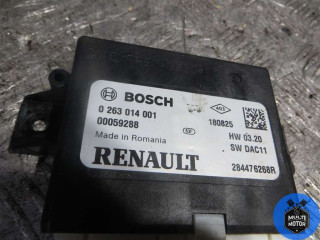 BOSCH
0 263 014 001
00059288
Made in Romania
RENAULT
180825
HW 03.20
SW DAC11
284476268R
MULTI
MOTOR